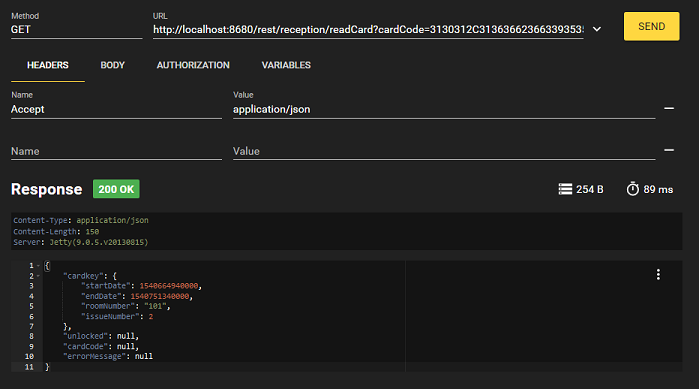 Method
URL
GET
http://localhost:8680/rest/reception/readCard?cardCode=3130312C31363662366339353
SEND
HEADERS BODY AUTHORIZATION VARIABLES
Name Value
Accept application/json
Name Value
Response 200 OK 254 B 89 ms
Content-Type: application/json
Content-Length: 150
Server: Jetty(9.0.5.v20130815)
1 {
2 "cardkey": {
3 "startDate": 1540664940000,
4 "endDate": 1540751340000,
5 "roomNumber": "101",
6 "issueNumber": 2
7 },
8 "unlocked": null,
9 "cardCode": null,
10 "errorMessage": null
11 }